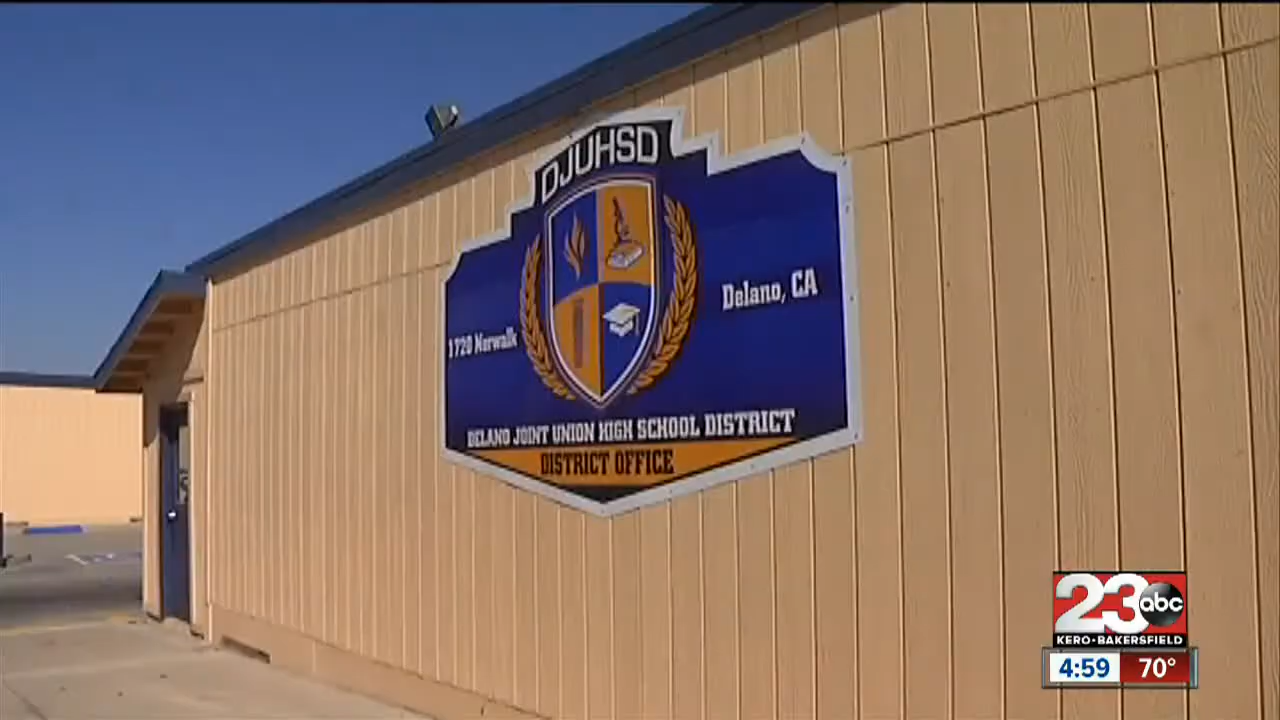 DJUHSD
Delano, CA
1720 Norwalk
DELANO JOINT UNION HIGH SCHOOL DISTRICT
DISTRICT OFFICE
23 abc
KERO-BAKERSFIELD
4:59 70°